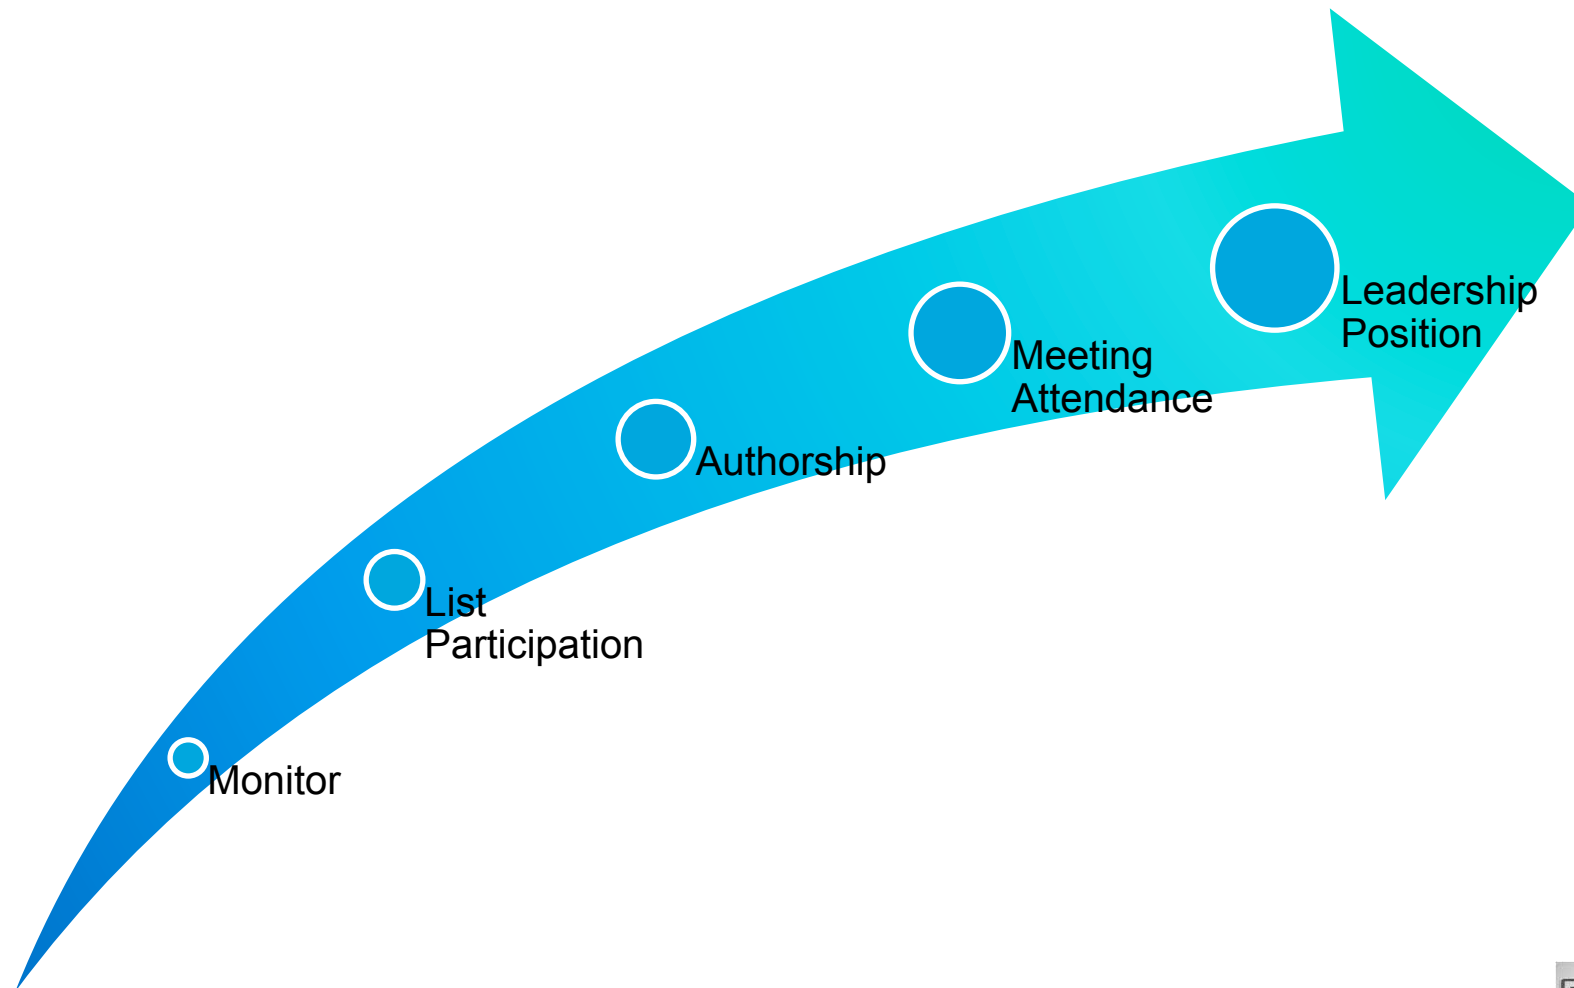 Leadership
Position
Meeting
Attendance
Authorship
List
Participation
Monitor